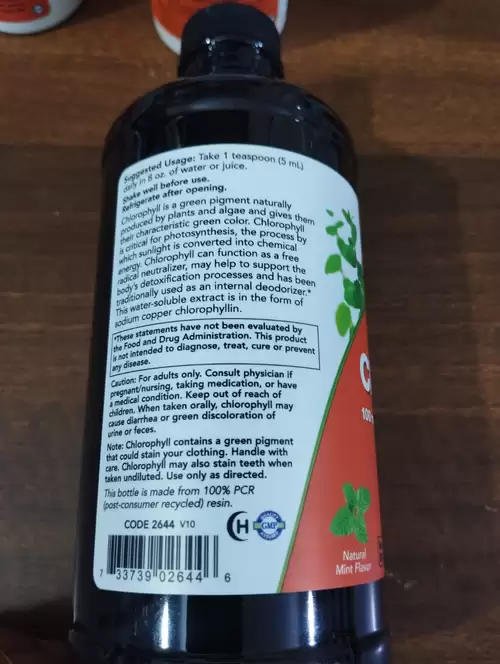 Suggested Usage: Take 1 teaspoon (5 mL)
daily in 8 oz. of water or juice.
Shake well before use.
Refrigerate after opening.
Chlorophyll is a green pigment naturally
produced by plants and algae and gives them
their characteristic green color. Chlorophyll
is critical for photosynthesis, the process by
which sunlight is converted into chemical
energy. Chlorophyll can function as a free
radical neutralizer, may help to support the
body's detoxification processes and has been
traditionally used as an internal deodorizer.*
This water-soluble extract is in the form of
sodium copper chlorophyllin.
*These statements have not been evaluated by
the Food and Drug Administration. This product
is not intended to diagnose, treat, cure or prevent
any disease.
Caution: For adults only. Consult physician if
pregnant/nursing, taking medication, or have
a medical condition. Keep out of reach of
children. When taken orally, chlorophyll may
cause diarrhea or green discoloration of
urine or feces.
Note: Chlorophyll contains a green pigment
that could stain your clothing. Handle with
care. Chlorophyll may also stain teeth when
taken undiluted. Use only as directed.
This bottle is made from 100% PCR
(post-consumer recycled) resin.
CODE 2644 V10
H
GMP
7 33739 02644 6
C
100
Natural
Mint Flavor